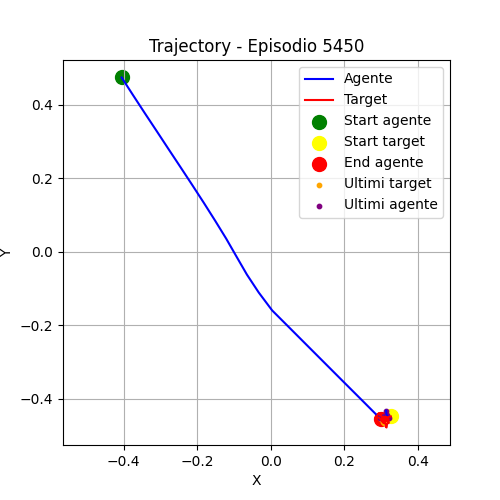 Trajectory - Episodio 5450
Agente
Target
Start agente
Start target
End agente
Ultimi target
Ultimi agente
Y
0.4
0.2
0.0
−0.2
−0.4
−0.4
−0.2
0.0
0.2
0.4
X